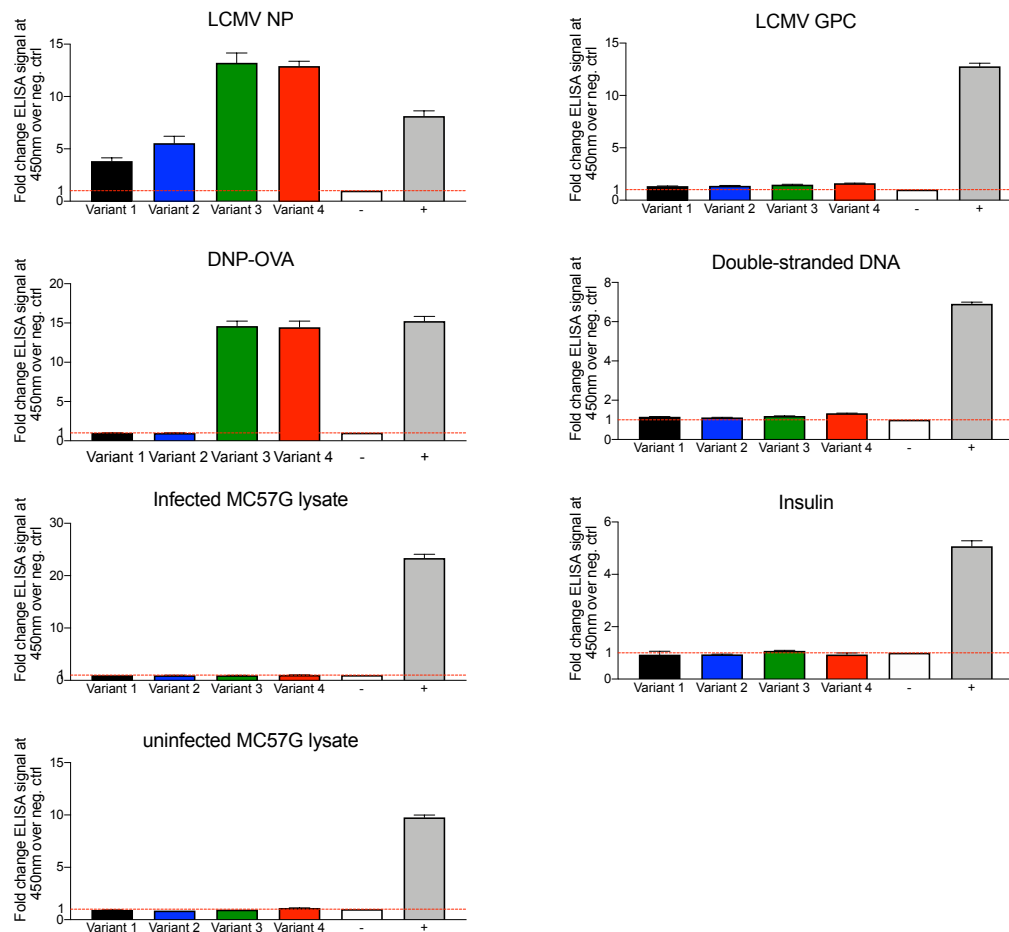 LCMV NP
Fold change ELISA signal at
450nm over neg. ctrl
15
10
5
1
0
Variant 1 Variant 2 Variant 3 Variant 4 - +
LCMV GPC
Fold change ELISA signal at
450nm over neg. ctrl
15
10
5
1
0
Variant 1 Variant 2 Variant 3 Variant 4 - +
DNP-OVA
Fold change ELISA signal at
450nm over neg. ctrl
20
15
10
5
1
0
Variant 1 Variant 2 Variant 3 Variant 4 - +
Double-stranded DNA
Fold change ELISA signal at
450nm over neg. ctrl
8
6
4
2
1
0
Variant 1 Variant 2 Variant 3 Variant 4 - +
Infected MC57G lysate
Fold change ELISA signal at
450nm over neg. ctrl
30
20
10
1
0
Variant 1 Variant 2 Variant 3 Variant 4 - +
Insulin
Fold change ELISA signal at
450nm over neg. ctrl
6
4
2
1
0
Variant 1 Variant 2 Variant 3 Variant 4 - +
uninfected MC57G lysate
Fold change ELISA signal at
450nm over neg. ctrl
15
10
5
1
0
Variant 1 Variant 2 Variant 3 Variant 4 - +